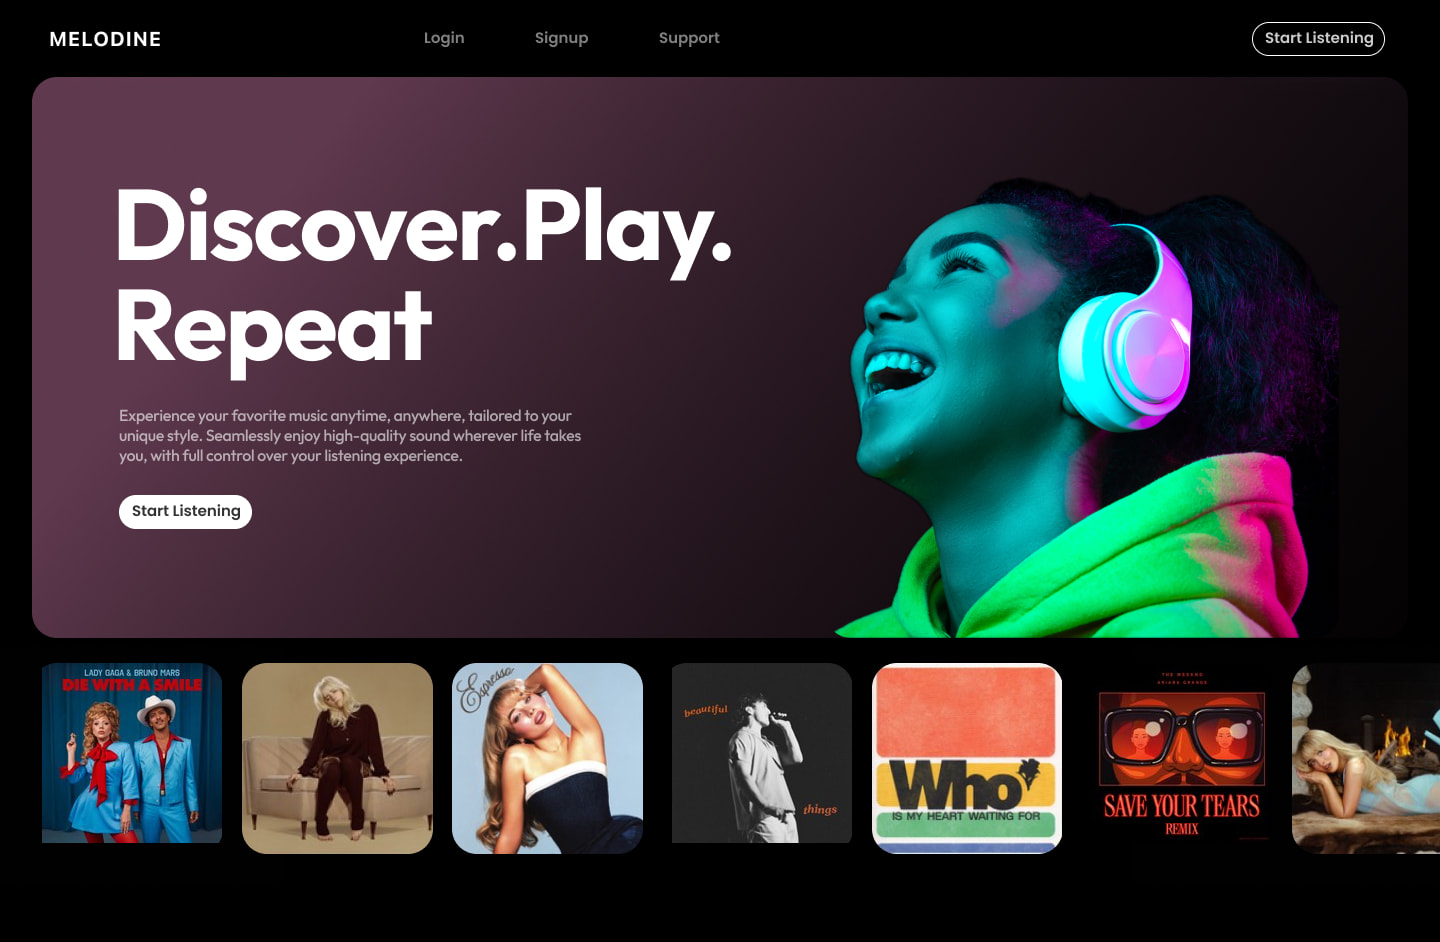 MELODINE
Login
Signup
Support
Start Listening
Discover.Play.
Repeat
Experience your favorite music anytime, anywhere, tailored to your
unique style. Seamlessly enjoy high-quality sound wherever life takes
you, with full control over your listening experience.
Start Listening
LADY GAGA & BRUNO MARS
DIE WITH A SMILE
Espresso
beautiful
things
Who
IS MY HEART WAITING FOR
THE WEEKND
ARIANA GRANDE
SAVE YOUR TEARS
REMIX